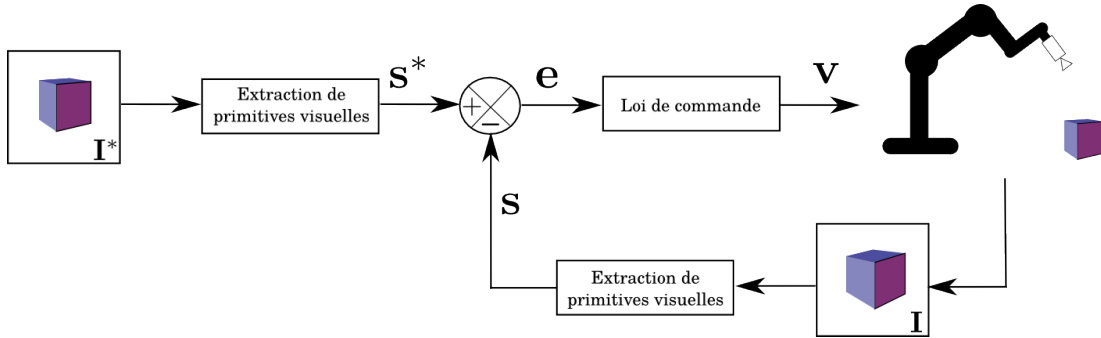 I*
Extraction de
primitives visuelles
s*
+
−
e
Loi de commande
v
s
Extraction de
primitives visuelles
I